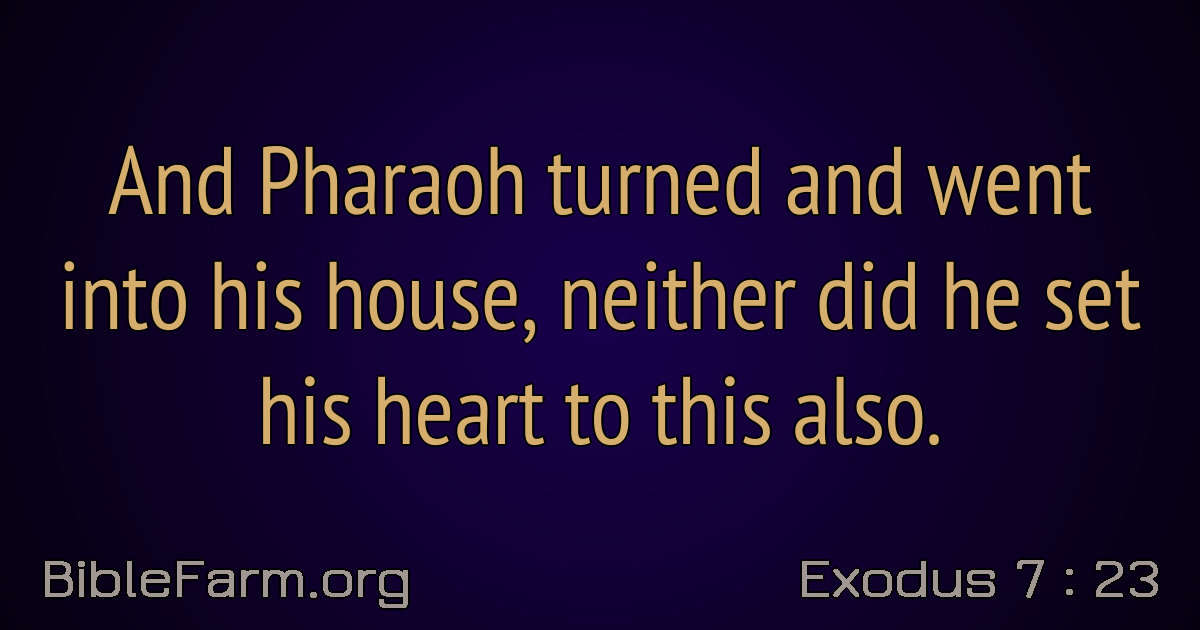 And Pharaoh turned and went
into his house, neither did he set
his heart to this also.
BibleFarm.org
Exodus 7 : 23